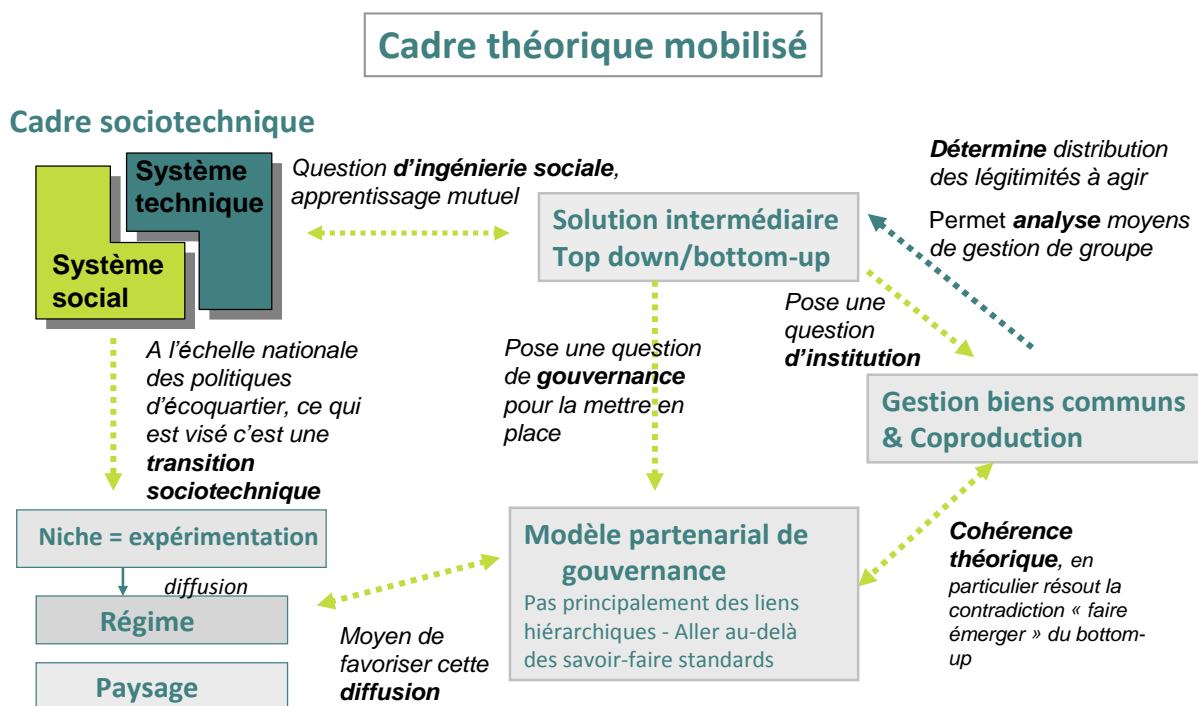 Cadre théorique mobilisé
Cadre sociotechnique
Système
technique
Système
social
Question d'ingénierie sociale,
apprentissage mutuel
Solution intermédiaire
Top down/bottom-up
Détermine distribution
des légitimités à agir
Permet analyse moyens
de gestion de groupe
A l'échelle nationale
des politiques
d'écoquartier, ce qui
est visé c'est une
transition
sociotechnique
Pose une question
de gouvernance
pour la mettre en
place
Pose une
question
d'institution
Gestion biens communs
& Coproduction
Niche = expérimentation
diffusion
Régime
Paysage
Moyen de
favoriser cette
diffusion
Modèle partenarial de
gouvernance
Pas principalement des liens
hiérarchiques - Aller au-delà
des savoir-faire standards
Cohérence
théorique, en
particulier résout la
contradiction « faire
émerger » du bottom-
up